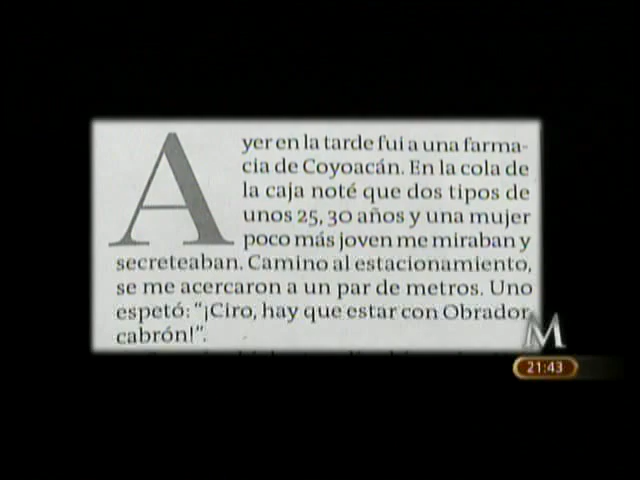 Ayer en la tarde fui a una farma-
cia de Coyoacán. En la cola de
la caja noté que dos tipos de
unos 25, 30 años y una mujer
poco más joven me miraban y
secreteaban. Camino al estacionamiento,
se me acercaron a un par de metros. Uno
espetó: “¡Ciro, hay que estar con Obrador
cabrón!”.
M
21:43